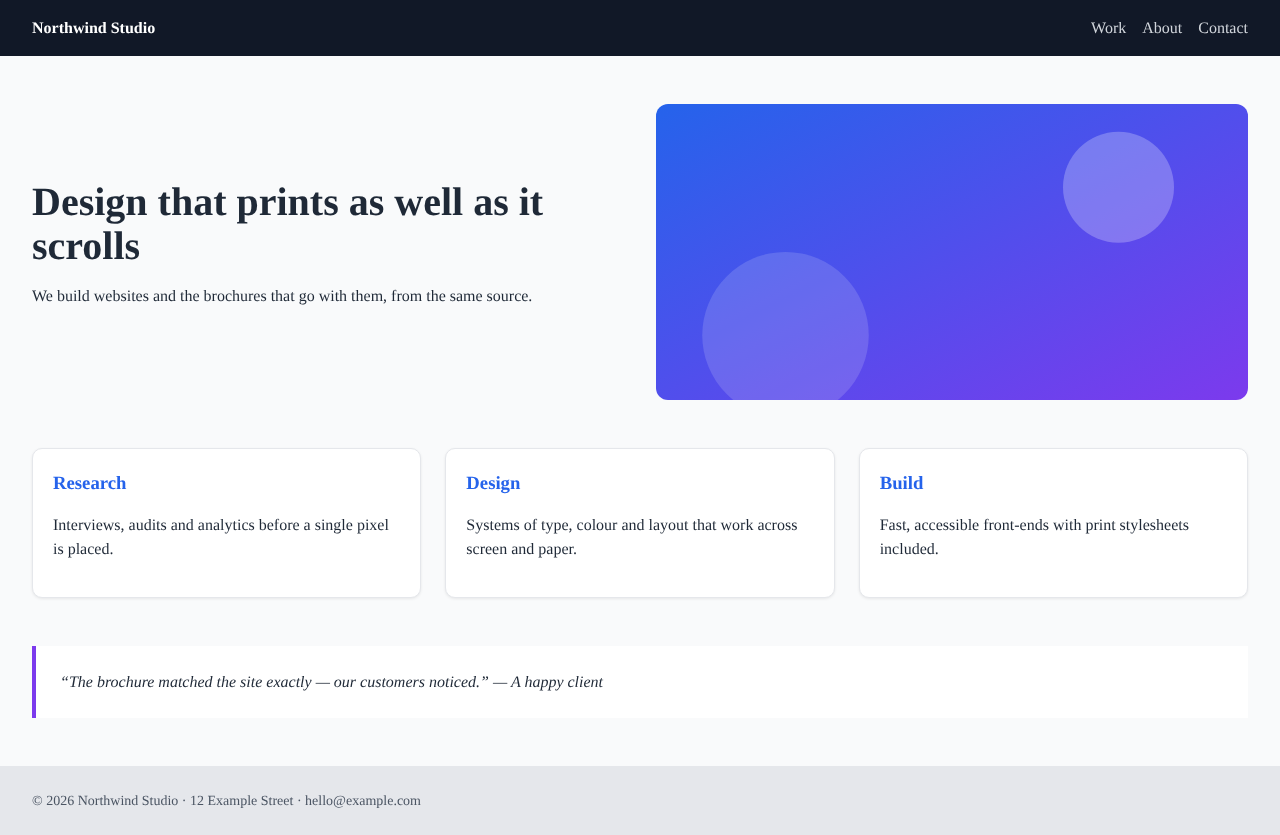 Northwind Studio
Work About Contact
Design that prints as well as it
scrolls
We build websites and the brochures that go with them, from the same source.
Research
Interviews, audits and analytics before a single pixel
is placed.
Design
Systems of type, colour and layout that work across
screen and paper.
Build
Fast, accessible front-ends with print stylesheets
included.
“The brochure matched the site exactly — our customers noticed.” — A happy client
© 2026 Northwind Studio · 12 Example Street · hello@example.com